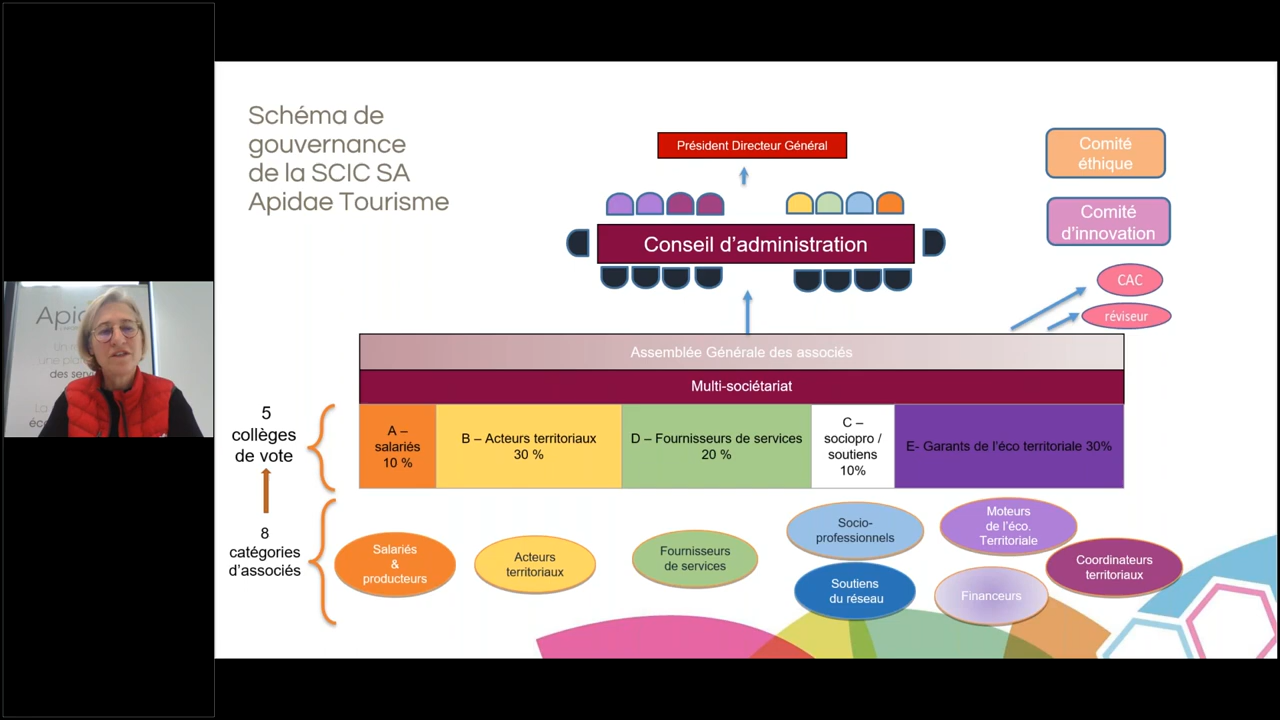 Schéma de
gouvernance
de la SCIC SA
Apidae Tourisme
Président Directeur Général
Comité
éthique
Comité
d'innovation
Conseil d'administration
CAC
réviseur
Assemblée Générale des associés
Multi-sociétariat
5
collèges
de vote
A –
salariés
10 %
B – Acteurs territoriaux
30 %
D – Fournisseurs de services
20 %
C –
sociopro /
soutiens
10%
E- Garants de l'éco territoriale 30%
8
catégories
d'associés
Salariés
&
producteurs
Acteurs
territoriaux
Fournisseurs
de services
Socio-
professionnels
Soutiens
du réseau
Moteurs
de l'éco.
Territoriale
Financeurs
Coordinateurs
territoriaux
Api
des serv